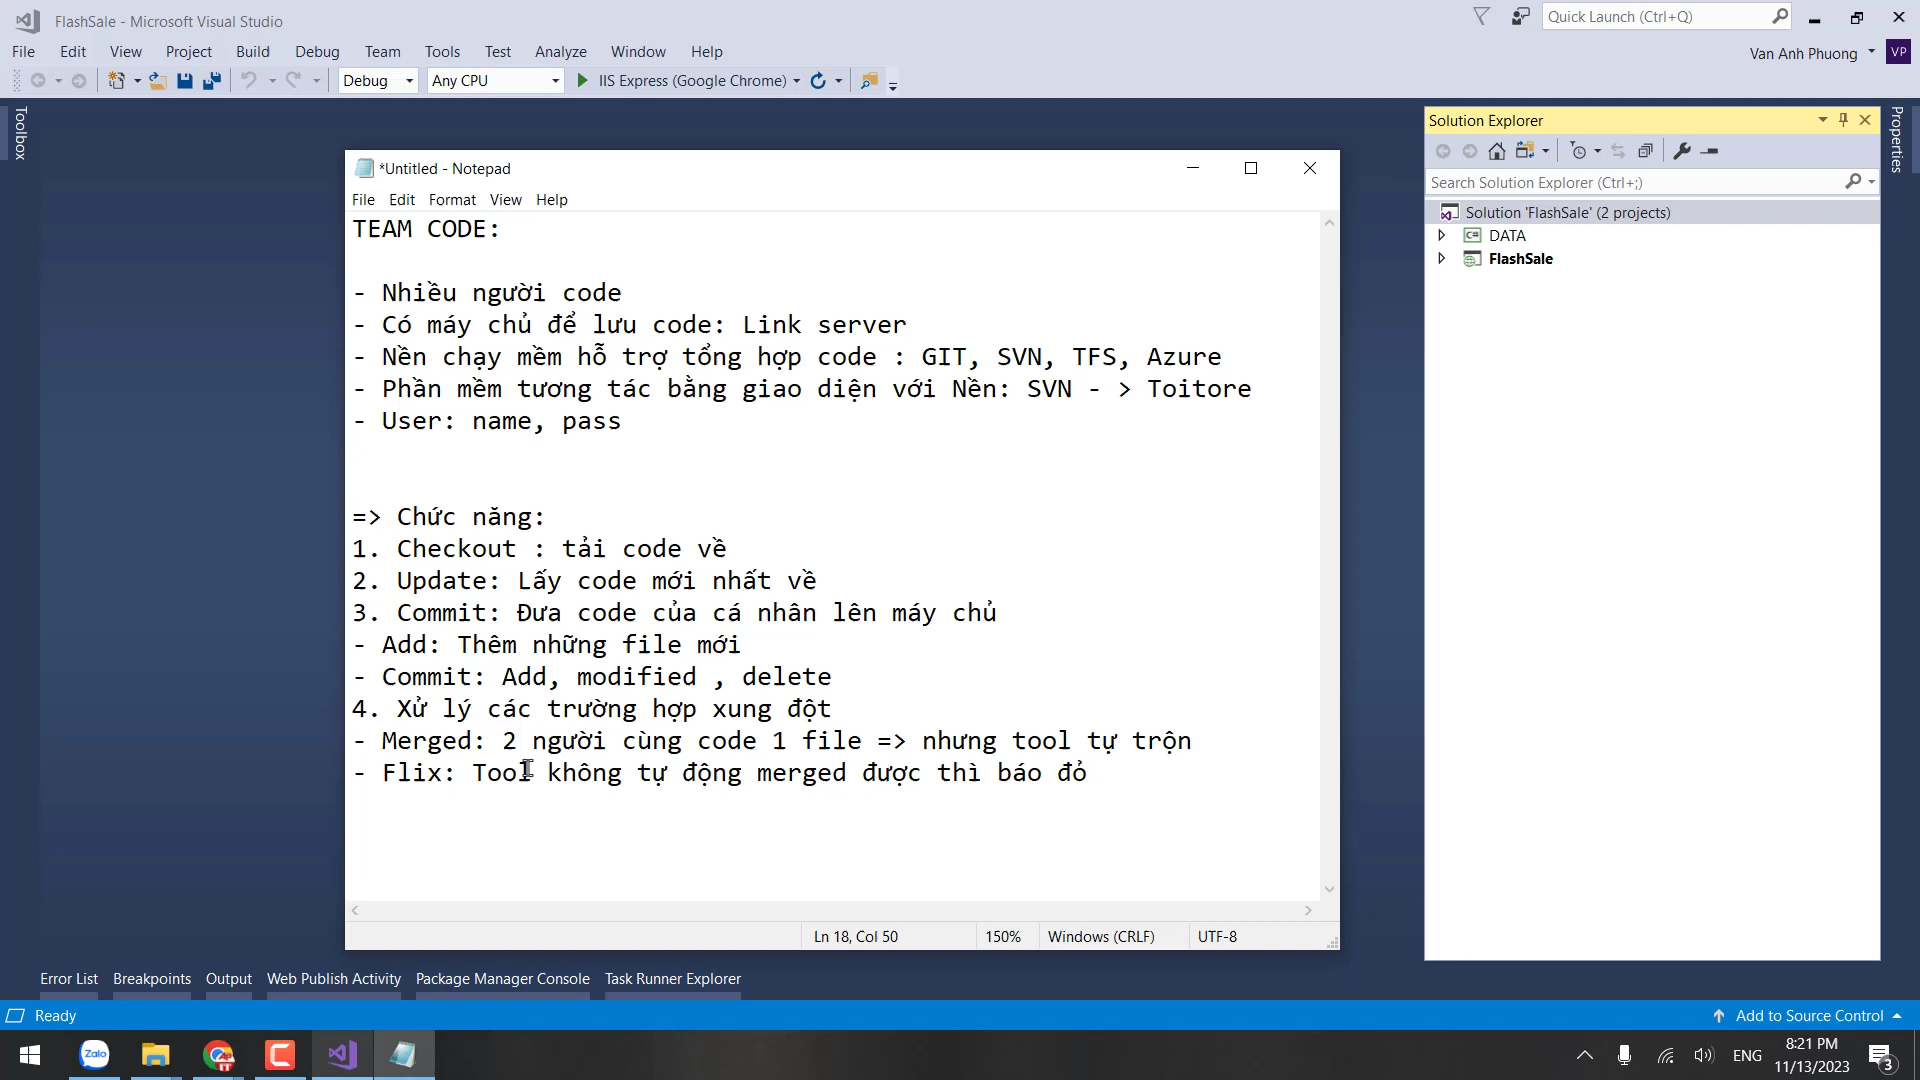 FlashSale - Microsoft Visual Studio
Quick Launch (Ctrl+Q)
File Edit View Project Build Debug Team Tools Test Analyze Window Help
Van Anh Phuong VP
Debug Any CPU IIS Express (Google Chrome)
Toolbox
Properties
Solution Explorer
Search Solution Explorer (Ctrl+;)
Solution 'FlashSale' (2 projects)
C# DATA
FlashSale
*Untitled - Notepad
File Edit Format View Help
TEAM CODE:
- Nhiều người code
- Có máy chủ để lưu code: Link server
- Nền chạy mềm hỗ trợ tổng hợp code : GIT, SVN, TFS, Azure
- Phần mềm tương tác bằng giao diện với Nền: SVN - > Toitore
- User: name, pass
=> Chức năng:
1. Checkout : tải code về
2. Update: Lấy code mới nhất về
3. Commit: Đưa code của cá nhân lên máy chủ
- Add: Thêm những file mới
- Commit: Add, modified , delete
4. Xử lý các trường hợp xung đột
- Merged: 2 người cùng code 1 file => nhưng tool tự trộn
- Flix: Tool không tự động merged được thì báo đỏ
Ln 18, Col 50 150% Windows (CRLF) UTF-8
Error List Breakpoints Output Web Publish Activity Package Manager Console Task Runner Explorer
Ready
Add to Source Control
Zalo
ENG
8:21 PM
11/13/2023
3